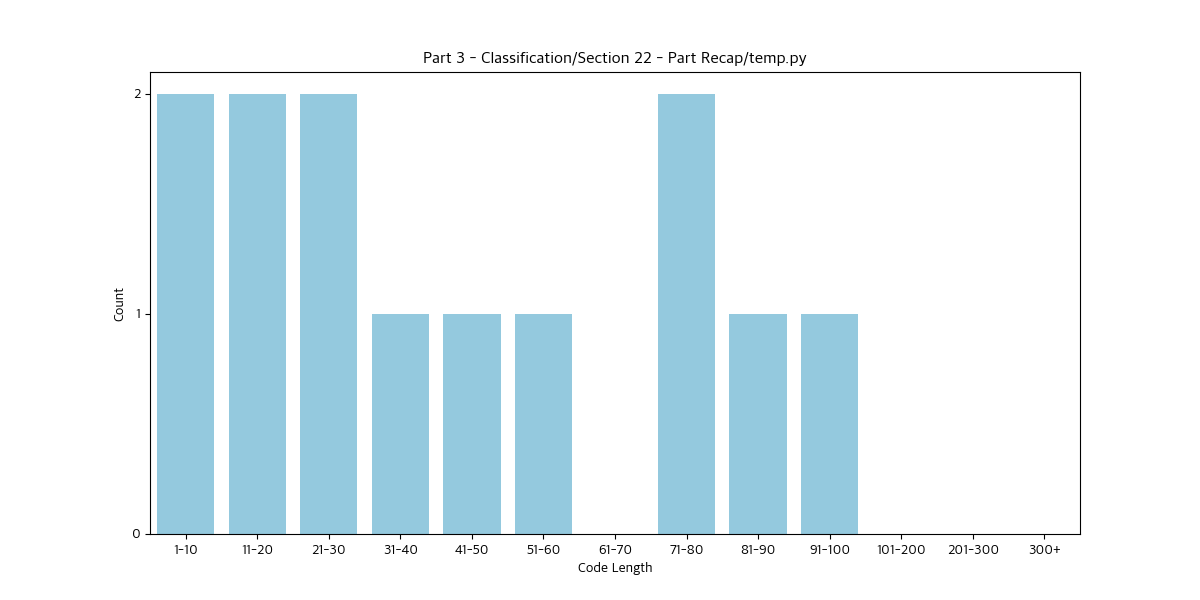 Part 3 - Classification/Section 22 - Part Recap/temp.py
2
1
0
Count
1-10 11-20 21-30 31-40 41-50 51-60 61-70 71-80 81-90 91-100 101-200 201-300 300+
Code Length